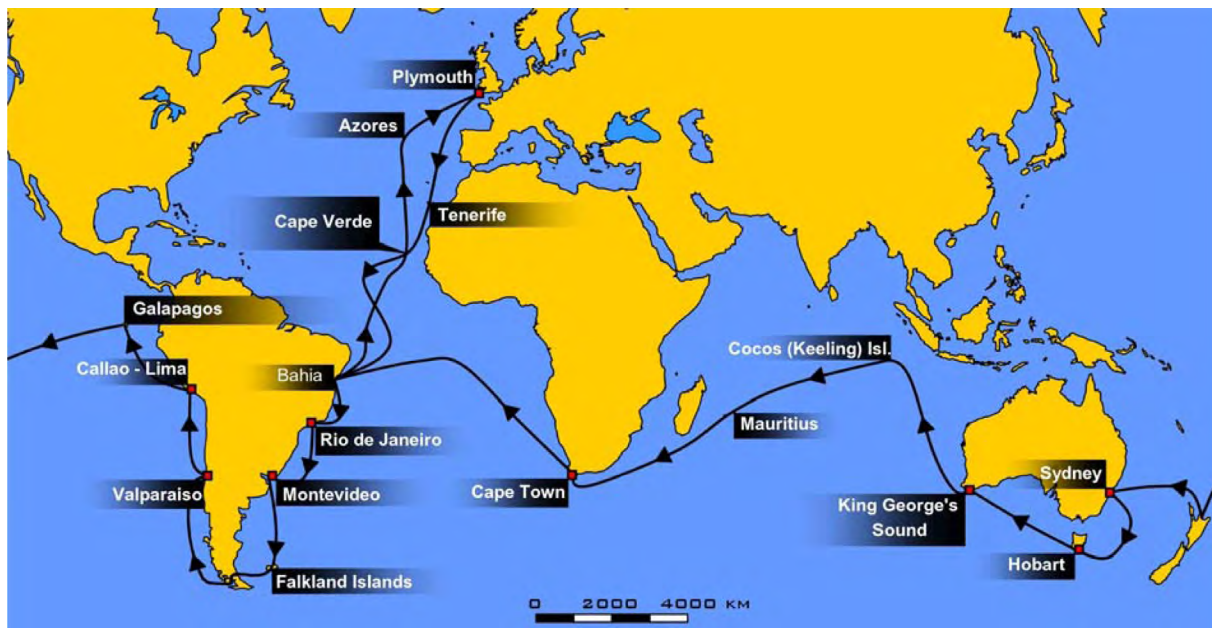 Plymouth
Azores
Cape Verde
Tenerife
Galapagos
Callao - Lima
Bahia
Cocos (Keeling) Isl.
Rio de Janeiro
Mauritius
Valparaiso
Montevideo
Cape Town
Sydney
King George's
Sound
Hobart
Falkland Islands
0 2000 4000 KM